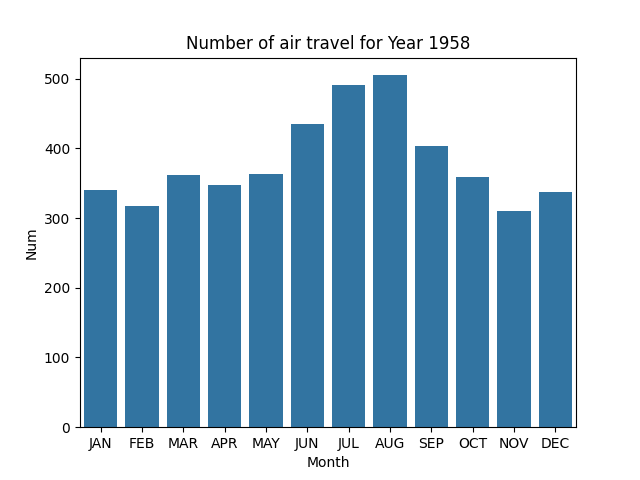 Number of air travel for Year 1958
Num
500
400
300
200
100
0
JAN FEB MAR APR MAY JUN JUL AUG SEP OCT NOV DEC
Month